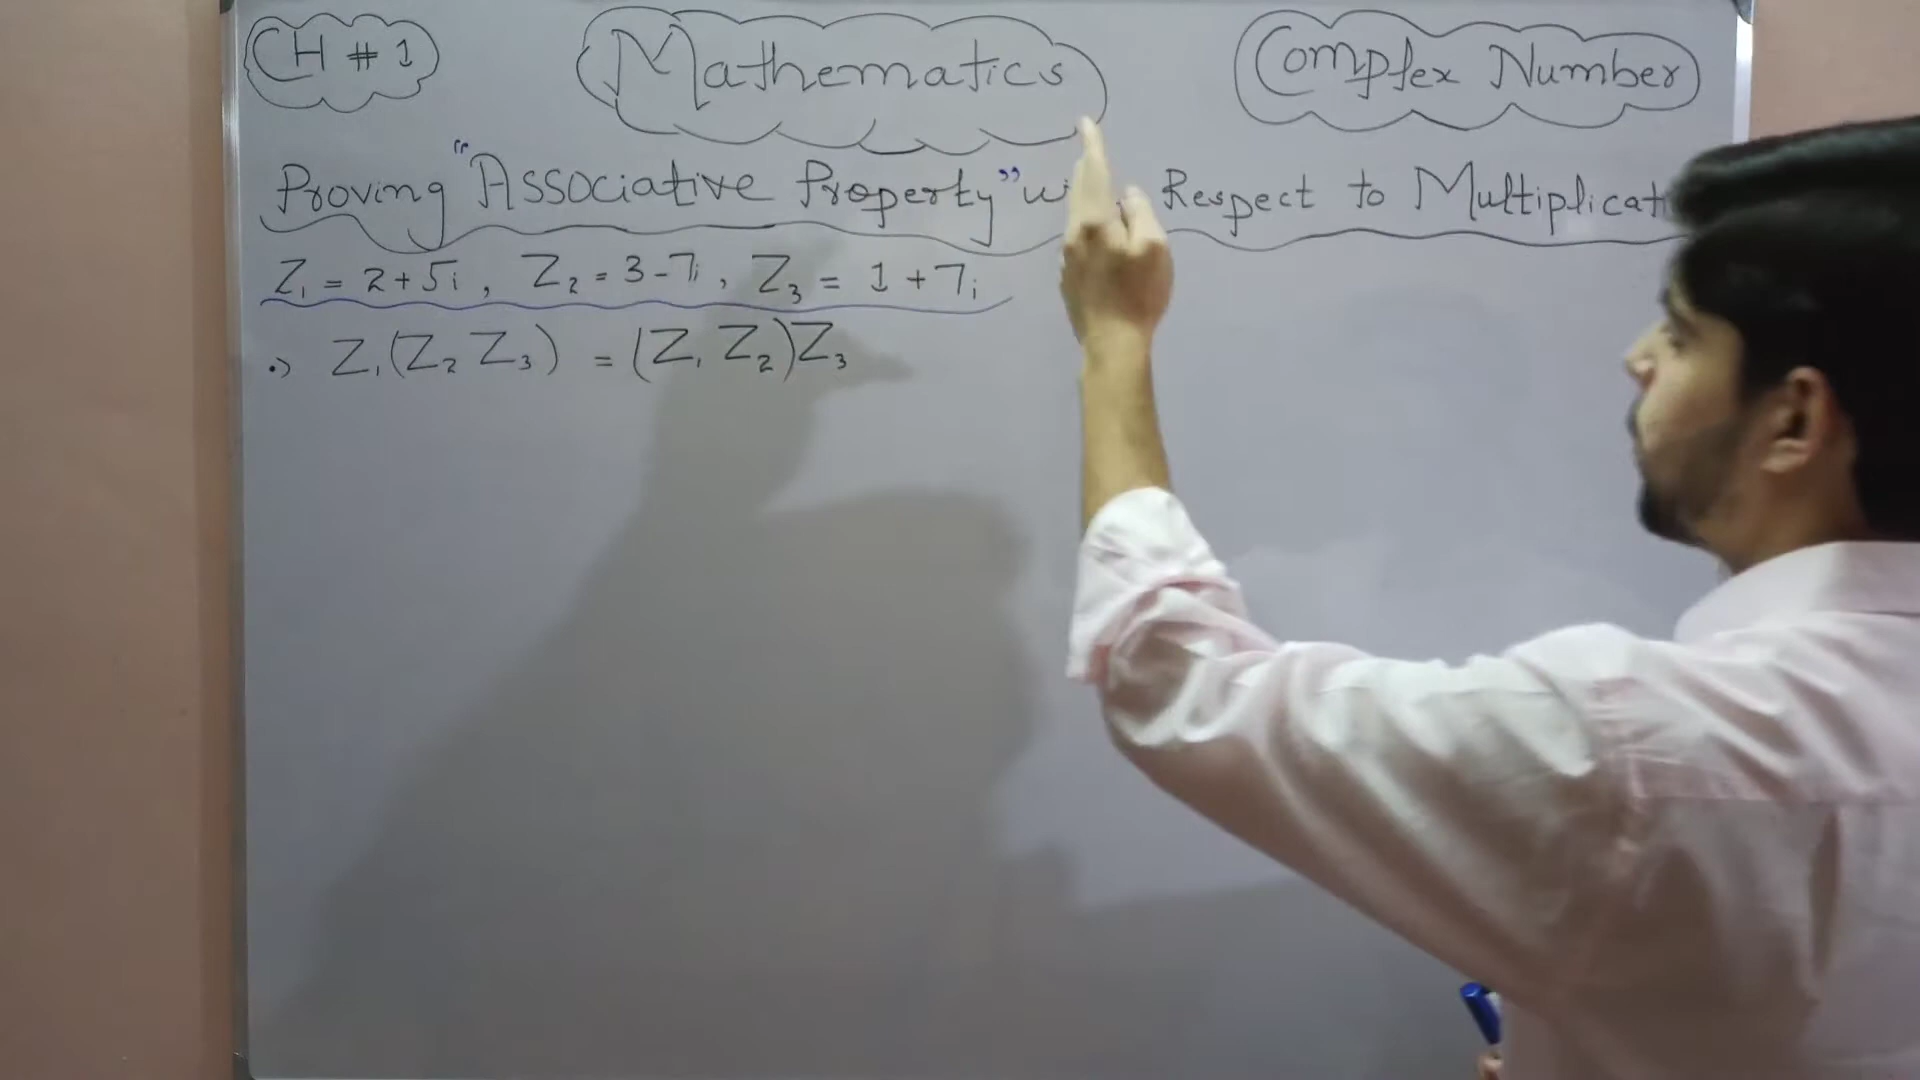 CH # 1 Mathematics Complex Number
Proving "Associative Property" Respect to
Z₁ = 2+5i, Z₂ = 3-7i, Z₃ = 1+7i
•) Z₁(Z₂ Z₃) = (Z₁ Z₂)Z₃